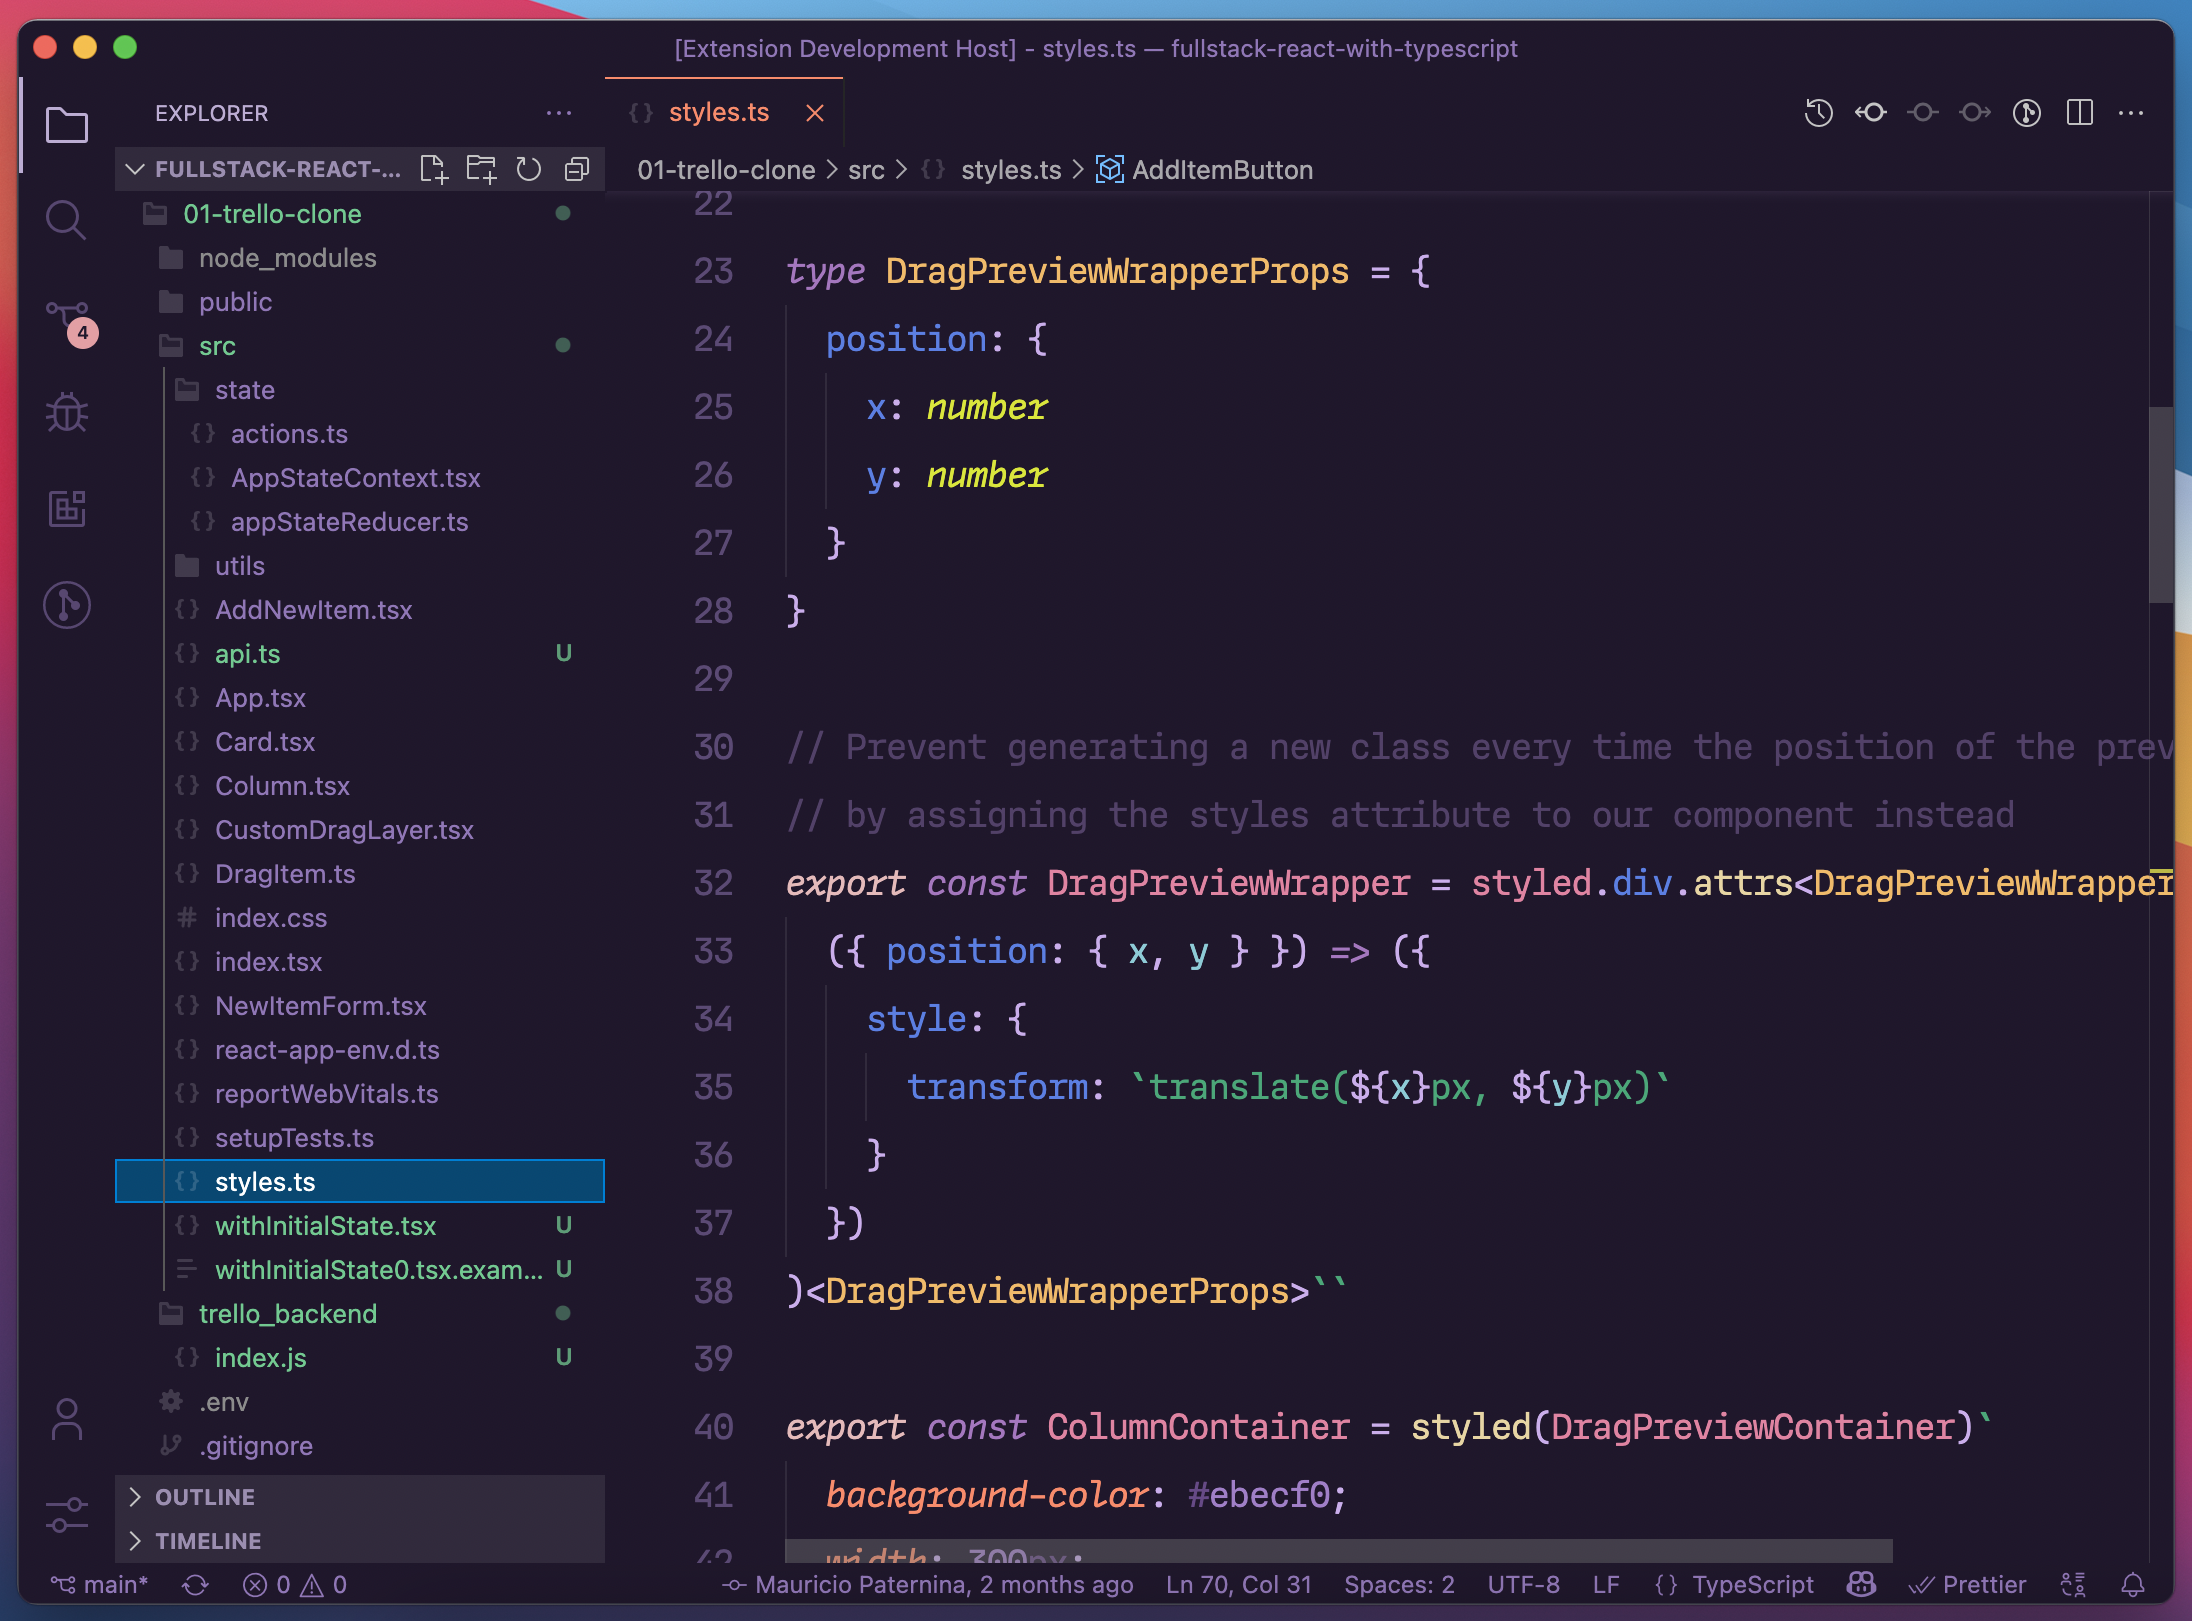 [Extension Development Host] - styles.ts — fullstack-react-with-typescript
EXPLORER
FULLSTACK-REACT-...
01-trello-clone
node_modules
public
src
state
{} actions.ts
{} AppStateContext.tsx
{} appStateReducer.ts
utils
{} AddNewItem.tsx
{} api.ts U
{} App.tsx
{} Card.tsx
{} Column.tsx
{} CustomDragLayer.tsx
{} DragItem.ts
# index.css
{} index.tsx
{} NewItemForm.tsx
{} react-app-env.d.ts
{} reportWebVitals.ts
{} setupTests.ts
{} styles.ts
{} withInitialState.tsx U
withInitialState0.tsx.exam... U
trello_backend
{} index.js U
.env
.gitignore
OUTLINE
TIMELINE
4
{} styles.ts
01-trello-clone > src > {} styles.ts > AddItemButton
22
23 type DragPreviewWrapperProps = {
24 position: {
25 x: number
26 y: number
27 }
28 }
29
30 // Prevent generating a new class every time the position of the prev
31 // by assigning the styles attribute to our component instead
32 export const DragPreviewWrapper = styled.div.attrs<DragPreviewWrapper
33 ({ position: { x, y } }) => ({
34 style: {
35 transform: `translate(${x}px, ${y}px)`
36 }
37 })
38 )<DragPreviewWrapperProps>``
39
40 export const ColumnContainer = styled(DragPreviewContainer)`
41 background-color: #ebecf0;
42 width: 300px;
main* 0 0 Mauricio Paternina, 2 months ago Ln 70, Col 31 Spaces: 2 UTF-8 LF {} TypeScript Prettier